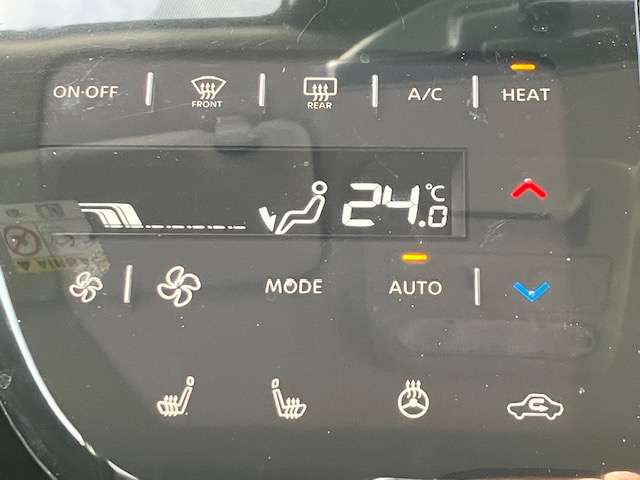 ON·OFF FRONT REAR A/C HEAT
24.0 °C
MODE AUTO